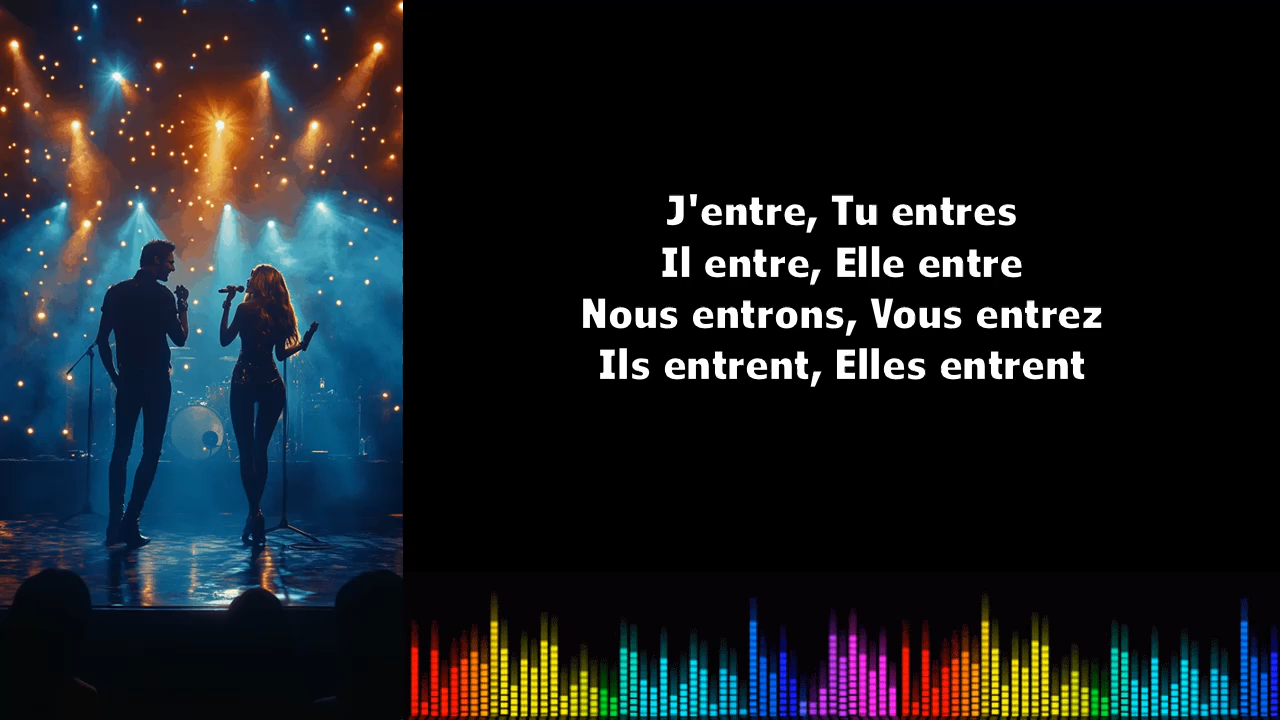 J'entre, Tu entres
Il entre, Elle entre
Nous entrons, Vous entrez
Ils entrent, Elles entrent